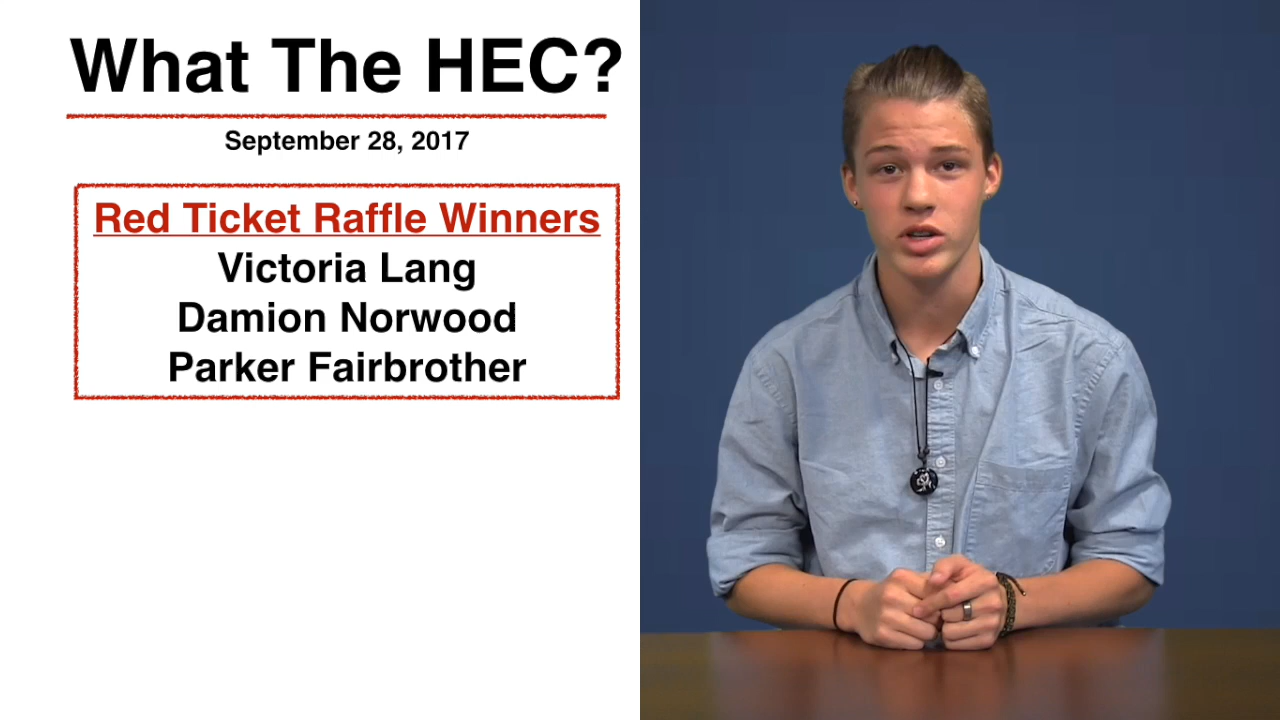 What The HEC?
September 28, 2017
Red Ticket Raffle Winners
Victoria Lang
Damion Norwood
Parker Fairbrother